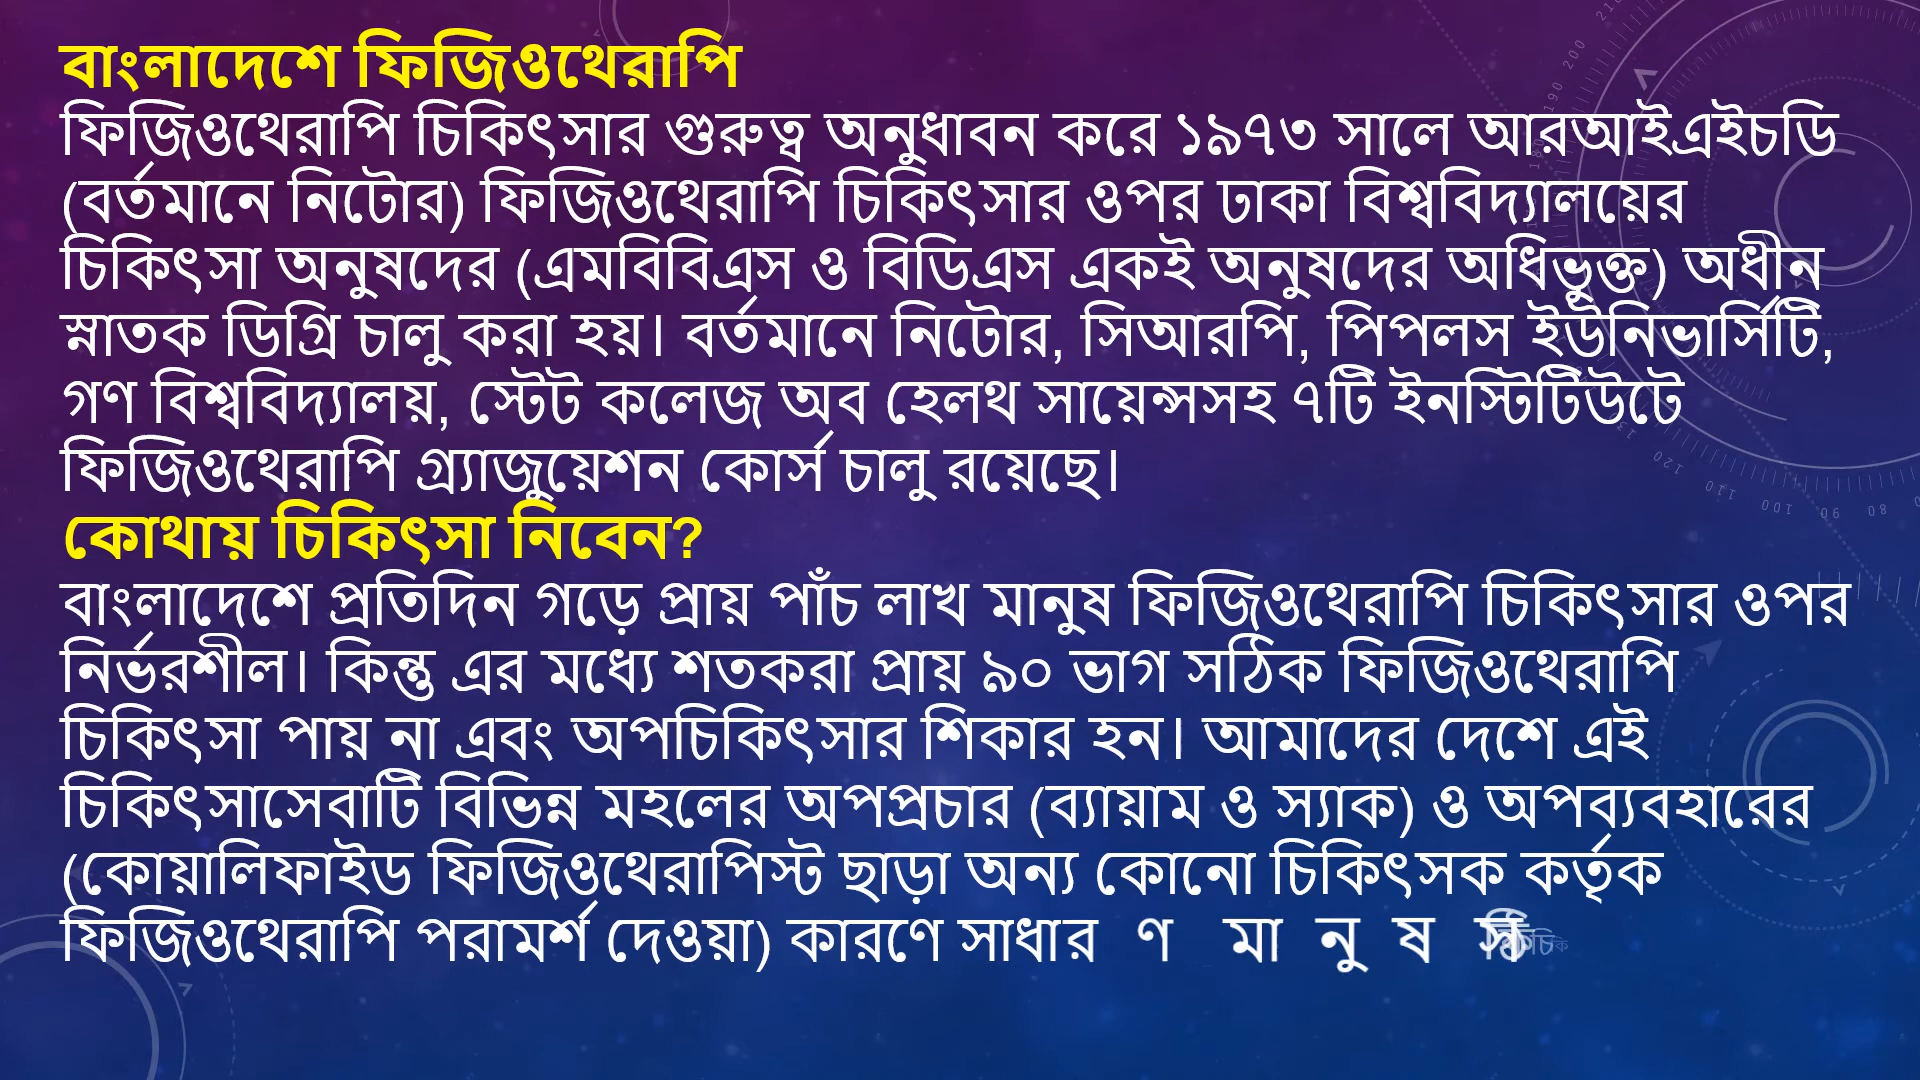 বাংলাদেশে ফিজিওথেরাপি
ফিজিওথেরাপি চিকিৎসার গুরুত্ব অনুধাবন করে ১৯৭৩ সালে আরআইএইচডি
(বর্তমানে নিটোর) ফিজিওথেরাপি চিকিৎসার ওপর ঢাকা বিশ্ববিদ্যালয়ের
চিকিৎসা অনুষদের (এমবিবিএস ও বিডিএস একই অনুষদের অধিভুক্ত) অধীন
স্নাতক ডিগ্রি চালু করা হয়। বর্তমানে নিটোর, সিআরপি, পিপলস ইউনিভার্সিটি,
গণ বিশ্ববিদ্যালয়, স্টেট কলেজ অব হেলথ সায়েন্সসহ ৭টি ইনস্টিটিউটে
ফিজিওথেরাপি গ্র্যাজুয়েশন কোর্স চালু রয়েছে।
কোথায় চিকিৎসা নিবেন?
বাংলাদেশে প্রতিদিন গড়ে প্রায় পাঁচ লাখ মানুষ ফিজিওথেরাপি চিকিৎসার ওপর
নির্ভরশীল। কিন্তু এর মধ্যে শতকরা প্রায় ৯০ ভাগ সঠিক ফিজিওথেরাপি
চিকিৎসা পায় না এবং অপচিকিৎসার শিকার হন। আমাদের দেশে এই
চিকিৎসাসেবাটি বিভিন্ন মহলের অপপ্রচার (ব্যায়াম ও স্যাক) ও অপব্যবহারের
(কোয়ালিফাইড ফিজিওথেরাপিস্ট ছাড়া অন্য কোনো চিকিৎসক কর্তৃক
ফিজিওথেরাপি পরামর্শ দেওয়া) কারণে সাধারণ মানুষ